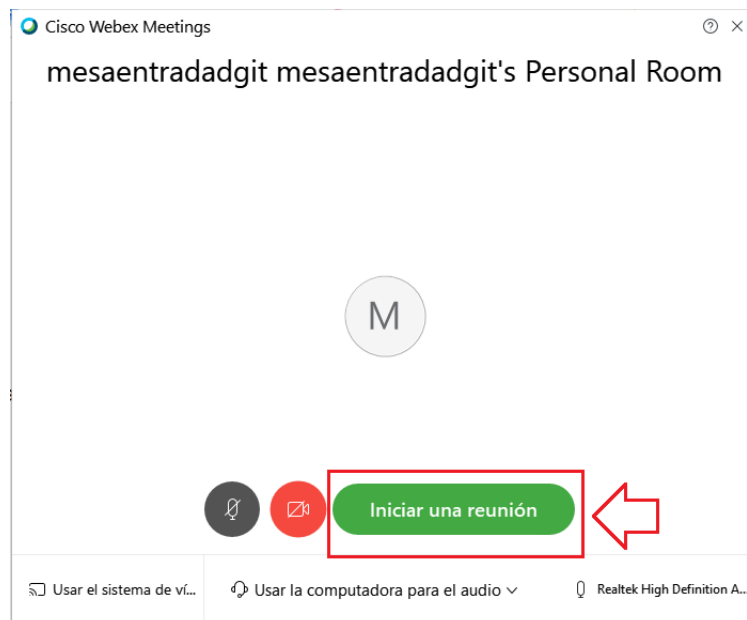 Cisco Webex Meetings
mesaentradadgit mesaentradadgit's Personal Room
M
Iniciar una reunión
Usar el sistema de ví...
Usar la computadora para el audio
Realtek High Definition A...